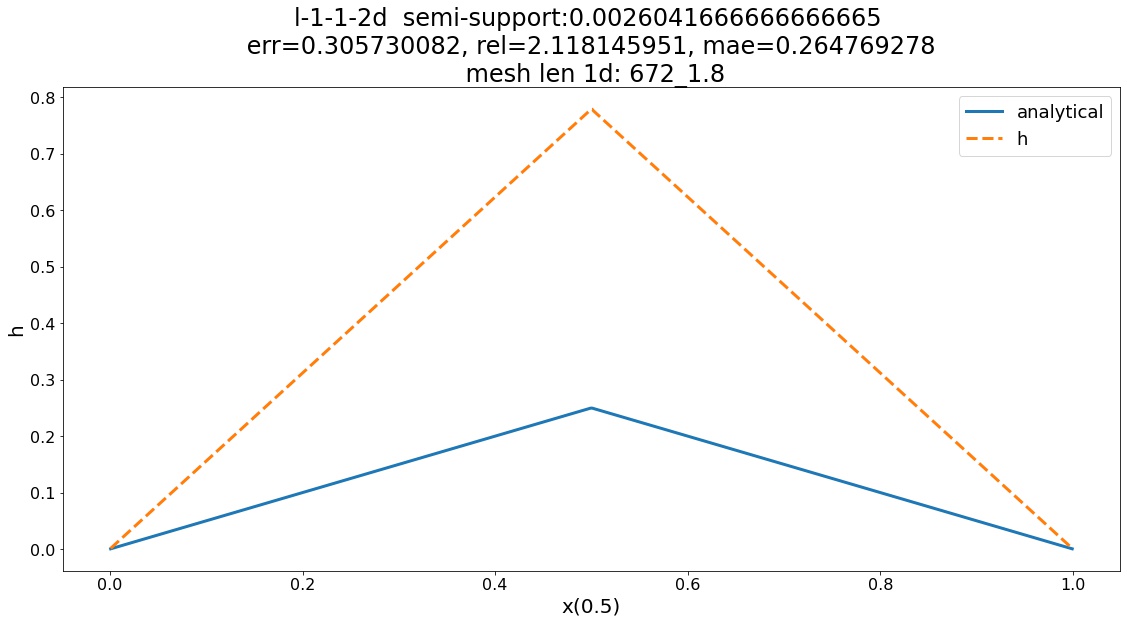 l-1-1-2d  semi-support:0.0026041666666666665
err=0.305730082, rel=2.118145951, mae=0.264769278
mesh len 1d: 672_1.8
analytical
h
0.8
0.7
0.6
0.5
0.4
0.3
0.2
0.1
0.0
h
0.0 0.2 0.4 0.6 0.8 1.0
x(0.5)